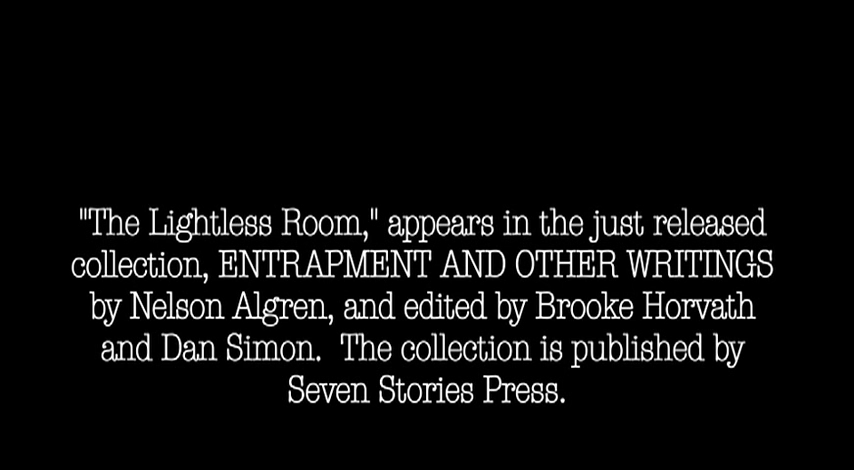 "The Lightless Room," appears in the just released
collection, ENTRAPMENT AND OTHER WRITINGS
by Nelson Algren, and edited by Brooke Horvath
and Dan Simon.  The collection is published by
Seven Stories Press.